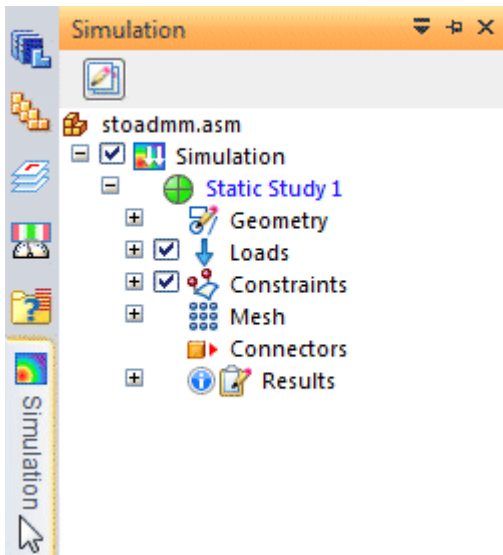 Simulation
stoadmm.asm
Simulation
Static Study 1
Geometry
Loads
Constraints
Mesh
Connectors
Results
Simulation